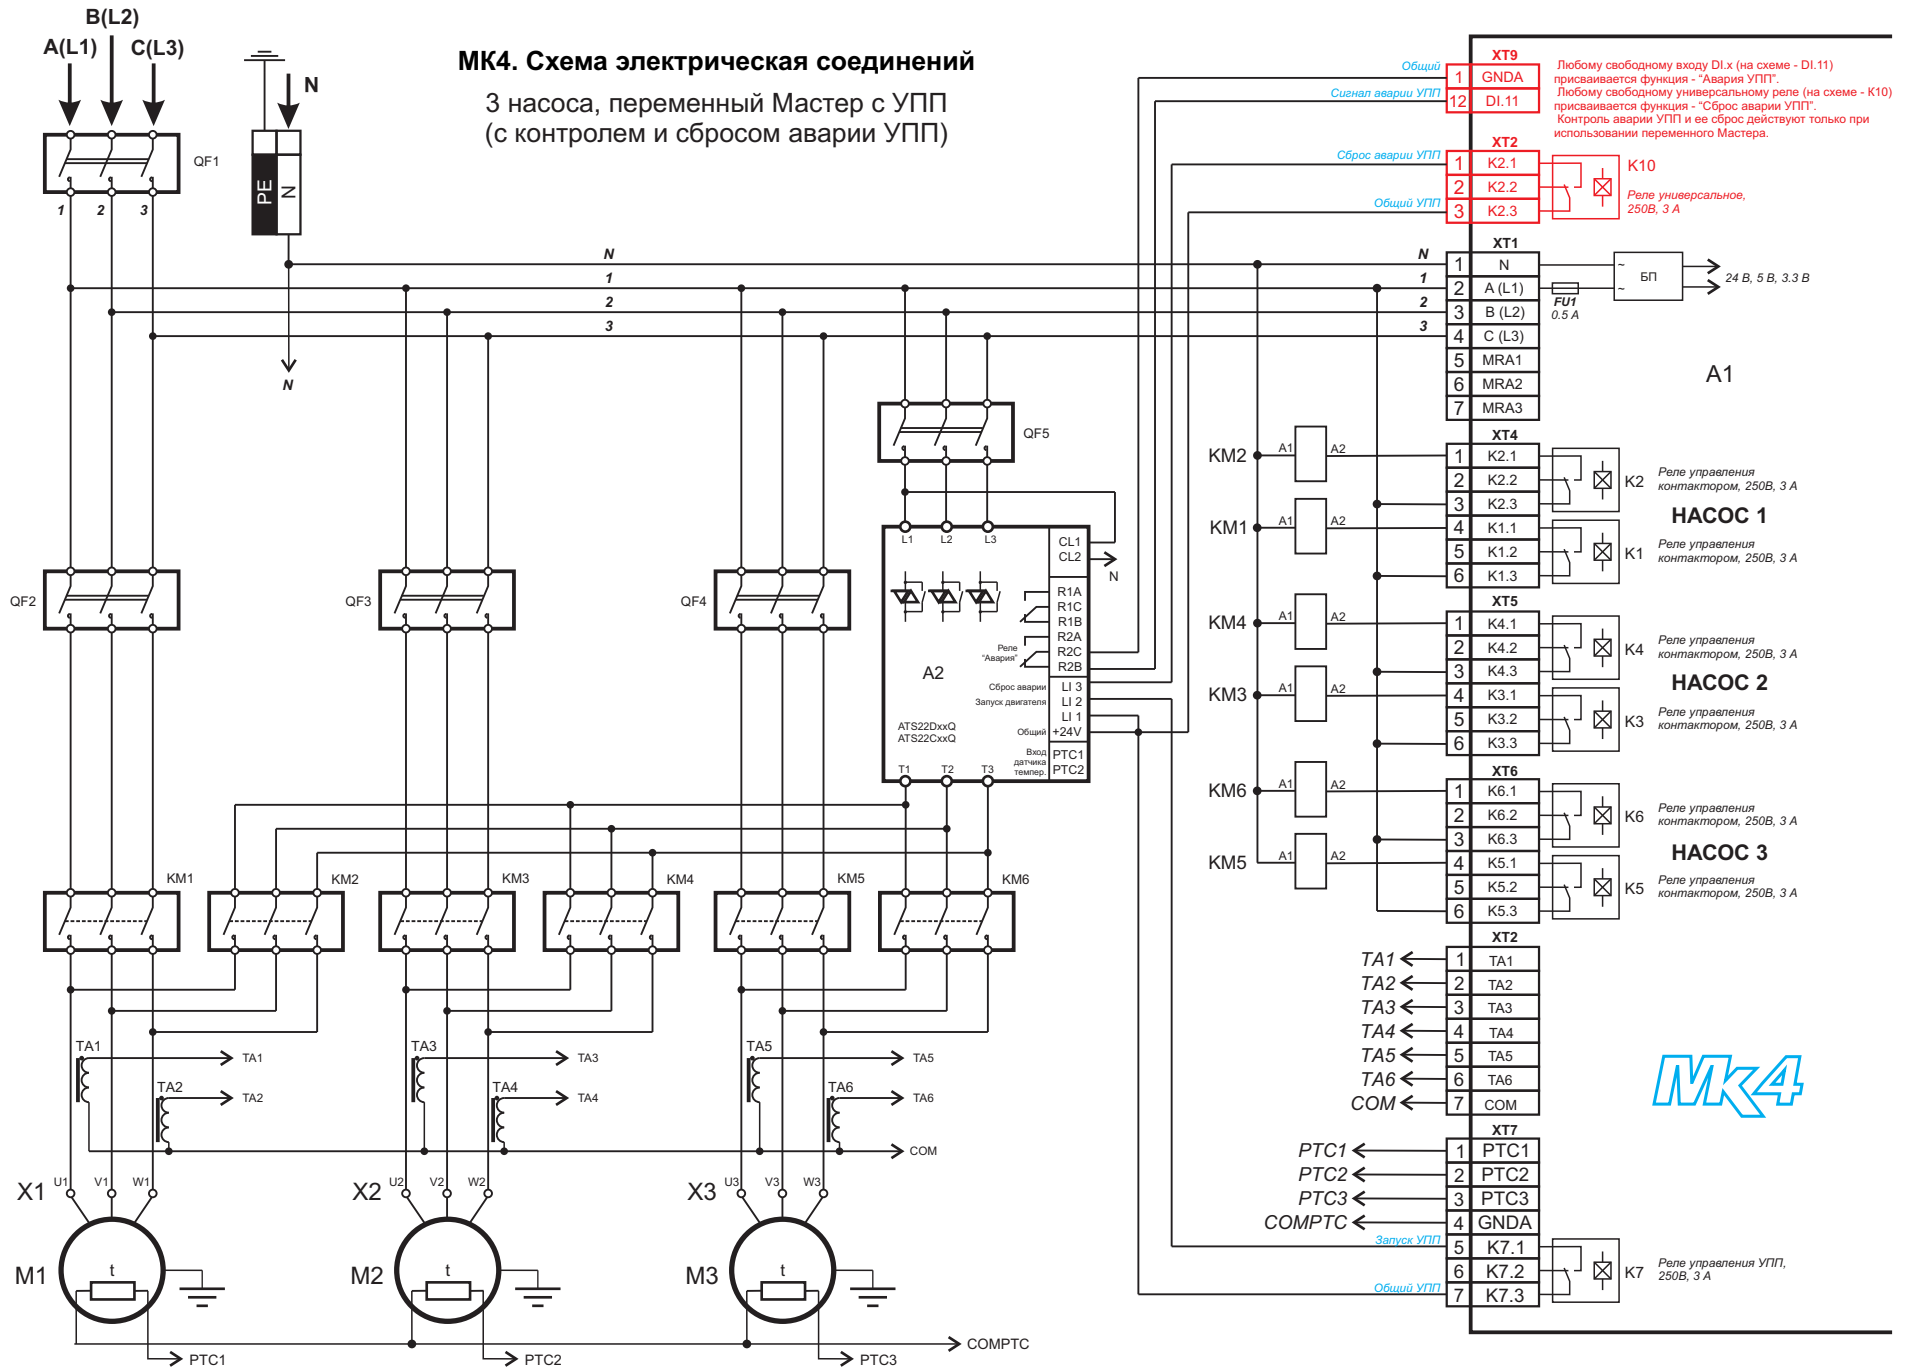 B(L2)
A(L1)
C(L3)
N
МК4. Схема электрическая соединений
3 насоса, переменный Мастер с УПП
(с контролем и сбросом аварии УПП)
QF1
1
2
3
PE
N
N
1
2
3
N
QF5
QF2
QF3
QF4
L1
L2
L3
CL1
CL2
N
R1A
R1C
R1B
R2A
R2C
R2B
Реле
"Авария"
A2
Сброс аварии
LI 3
Запуск двигателя
LI 2
LI 1
Общий
+24V
ATS22DxxQ
ATS22CxxQ
Вход
датчика
темпер.
PTC1
PTC2
T1
T2
T3
KM1
KM2
KM3
KM4
KM5
KM6
TA1
TA1
TA2
TA2
TA3
TA3
TA4
TA4
TA5
TA5
TA6
TA6
COM
X1
U1
V1
W1
X2
U2
V2
W2
X3
U3
V3
W3
M1
t
M2
t
M3
t
COMPTC
PTC1
PTC2
PTC3
XT9
Общий
1
GNDA
Сигнал аварии УПП
12
DI.11
Любому свободному входу DI.x (на схеме - DI.11)
присваивается функция - "Авария УПП".
Любому свободному универсальному реле (на схеме - K10)
присваивается функция - "Сброс аварии УПП".
Контроль аварии УПП и ее сброс действуют только при
использовании переменного Мастера.
XT2
Сброс аварии УПП
1
K2.1
2
K2.2
Общий УПП
3
K2.3
K10
Реле универсальное,
250В, 3 А
XT1
N
1
N
1
2
A (L1)
2
3
B (L2)
3
4
C (L3)
5
MRA1
6
MRA2
7
MRA3
~
~
БП
24 В, 5 В, 3.3 В
FU1
0.5 А
A1
XT4
KM2
A1
A2
1
K2.1
2
K2.2
3
K2.3
K2
Реле управления
контактором, 250В, 3 А
НАСОС 1
KM1
A1
A2
4
K1.1
5
K1.2
6
K1.3
K1
Реле управления
контактором, 250В, 3 А
XT5
KM4
A1
A2
1
K4.1
2
K4.2
3
K4.3
K4
Реле управления
контактором, 250В, 3 А
НАСОС 2
KM3
A1
A2
4
K3.1
5
K3.2
6
K3.3
K3
Реле управления
контактором, 250В, 3 А
XT6
KM6
A1
A2
1
K6.1
2
K6.2
3
K6.3
K6
Реле управления
контактором, 250В, 3 А
НАСОС 3
KM5
A1
A2
4
K5.1
5
K5.2
6
K5.3
K5
Реле управления
контактором, 250В, 3 А
XT2
TA1
1
TA1
TA2
2
TA2
TA3
3
TA3
TA4
4
TA4
TA5
5
TA5
TA6
6
TA6
COM
7
COM
МК4
XT7
PTC1
1
PTC1
PTC2
2
PTC2
PTC3
3
PTC3
COMPTC
4
GNDA
Запуск УПП
5
K7.1
6
K7.2
Общий УПП
7
K7.3
K7
Реле управления УПП,
250В, 3 А